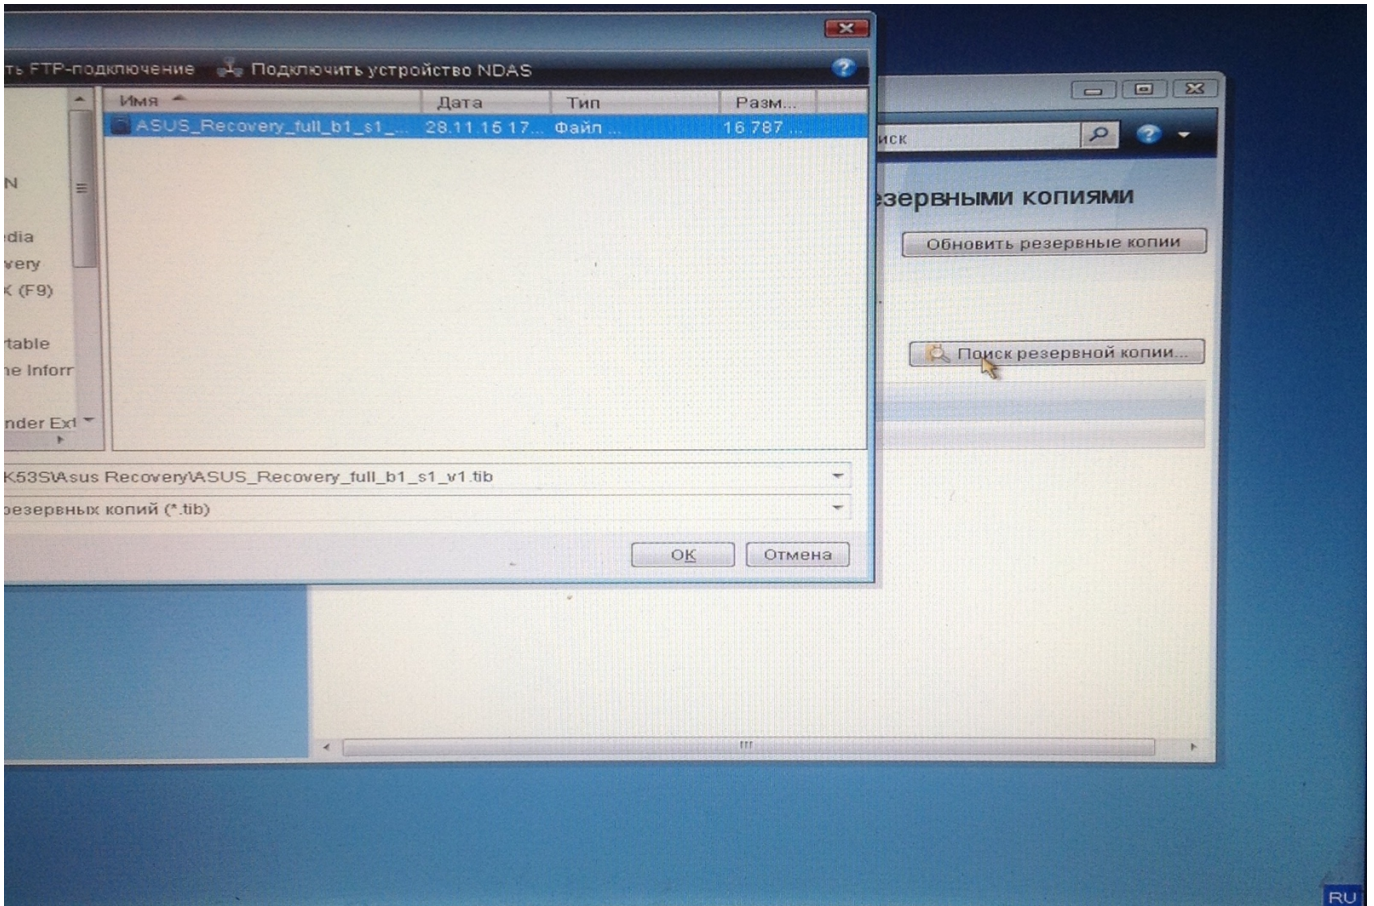 ть FTP-подключение Подключить устройство NDAS
Имя Дата Тип Разм...
ASUS_Recovery_full_b1_s1_... 28.11.15 17... Файл ... 16 787 ...
иск
N
езервными копиями
dia
Обновить резервные копии
very
(F9)
table
Поиск резервной копии...
ne Inforr
nder Ext
K53S\Asus Recovery\ASUS_Recovery_full_b1_s1_v1.tib
резервных копий (*.tib)
OK Отмена
RU